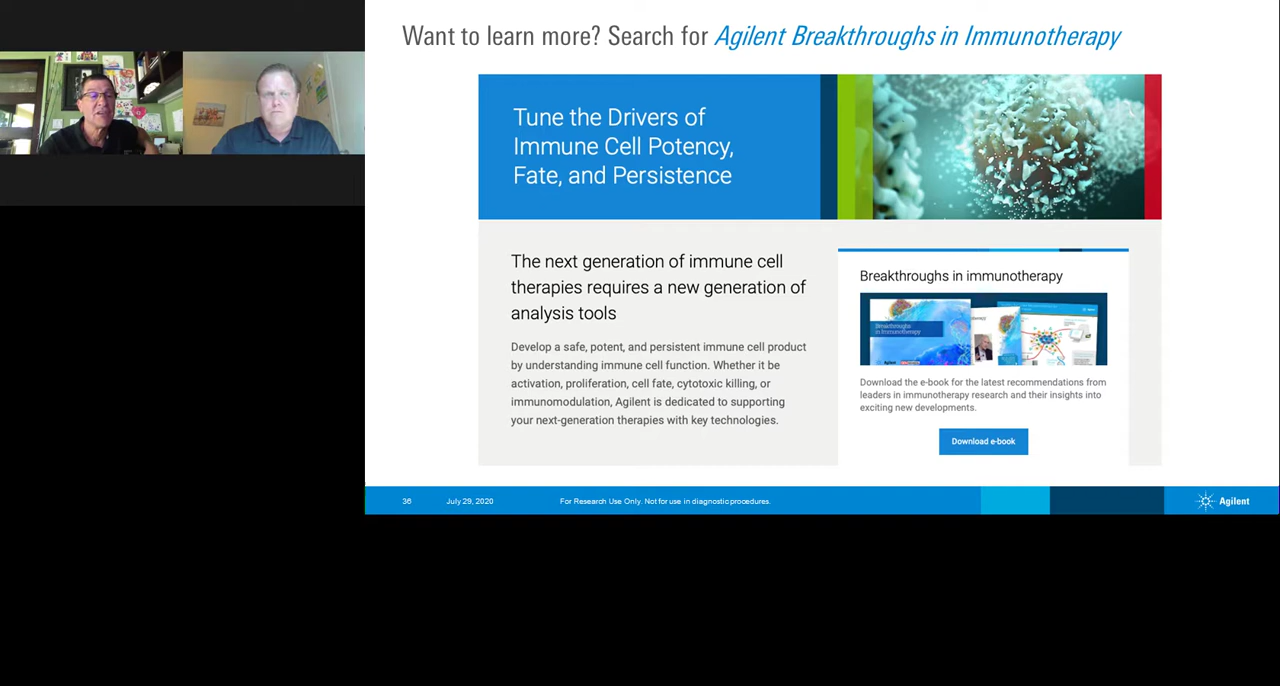 Want to learn more? Search for Agilent Breakthroughs in Immunotherapy
Tune the Drivers of
Immune Cell Potency,
Fate, and Persistence
The next generation of immune cell
therapies requires a new generation of
analysis tools
Develop a safe, potent, and persistent immune cell product
by understanding immune cell function. Whether it be
activation, proliferation, cell fate, cytotoxic killing, or
immunomodulation, Agilent is dedicated to supporting
your next-generation therapies with key technologies.
Breakthroughs in immunotherapy
Breakthroughs
in Immunotherapy
Download the e-book for the latest recommendations from
leaders in immunotherapy research and their insights into
exciting new developments.
Download e-book
36 July 29, 2020 For Research Use Only. Not for use in diagnostic procedures. Agilent